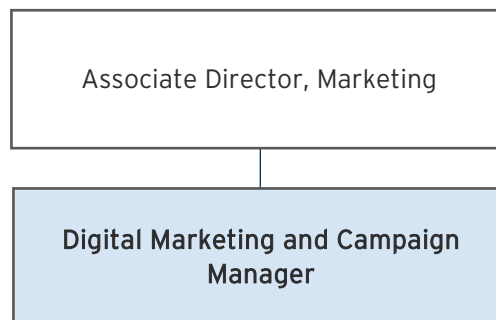 Associate Director, Marketing
Digital Marketing and Campaign
Manager